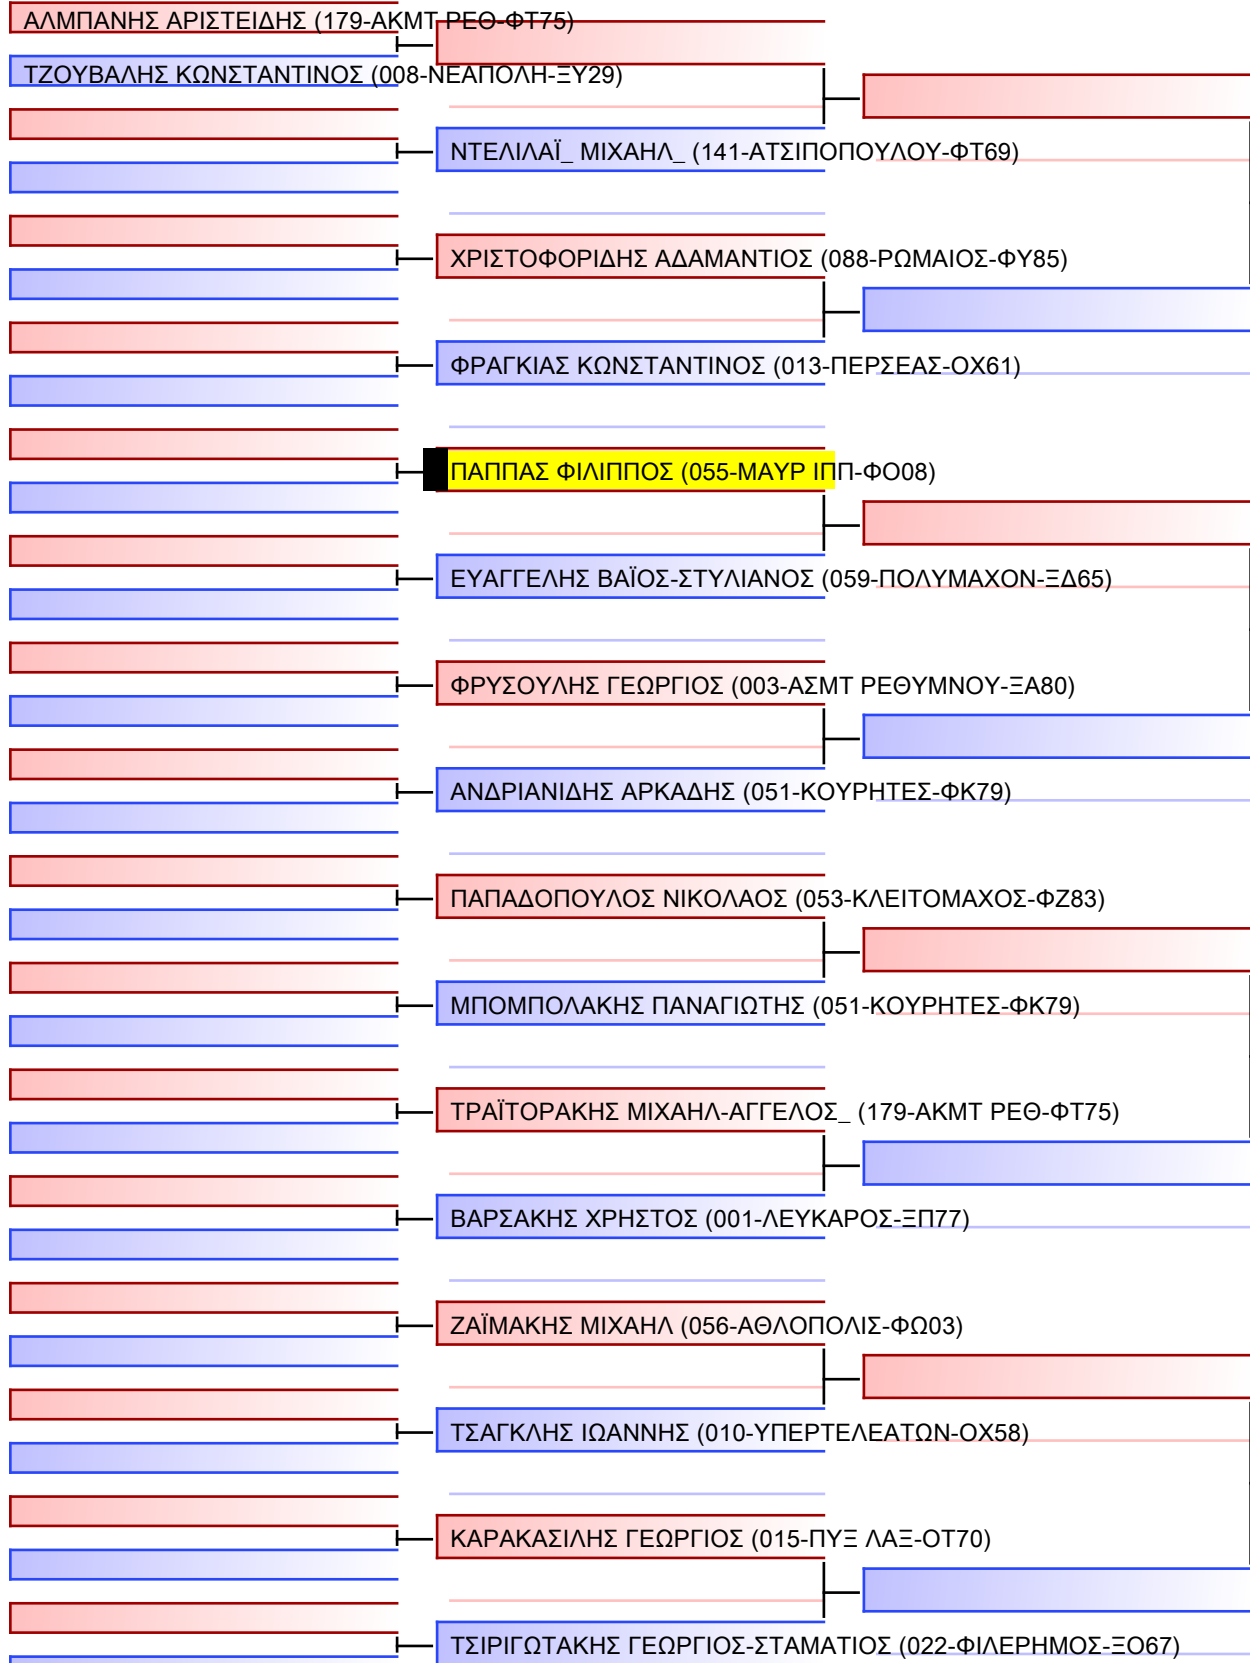 ΑΛΜΠΑΝΗΣ ΑΡΙΣΤΕΙΔΗΣ (179-ΑΚΜΤ ΡΕΘ-ΦΤ75)
ΤΖΟΥΒΑΛΗΣ ΚΩΝΣΤΑΝΤΙΝΟΣ (008-ΝΕΑΠΟΛΗ-ΞΥ29)
ΝΤΕΛΙΛΑΪ_ ΜΙΧΑΗΛ_ (141-ΑΤΣΙΠΟΠΟΥΛΟΥ-ΦΤ69)
ΧΡΙΣΤΟΦΟΡΙΔΗΣ ΑΔΑΜΑΝΤΙΟΣ (088-ΡΩΜΑΙΟΣ-ΦΥ85)
ΦΡΑΓΚΙΑΣ ΚΩΝΣΤΑΝΤΙΝΟΣ (013-ΠΕΡΣΕΑΣ-ΟΧ61)
ΠΑΠΠΑΣ ΦΙΛΙΠΠΟΣ (055-ΜΑΥΡ ΙΠΠ-ΦΟ08)
ΕΥΑΓΓΕΛΗΣ ΒΑΪΟΣ-ΣΤΥΛΙΑΝΟΣ (059-ΠΟΛΥΜΑΧΟΝ-ΞΔ65)
ΦΡΥΣΟΥΛΗΣ ΓΕΩΡΓΙΟΣ (003-ΑΣΜΤ ΡΕΘΥΜΝΟΥ-ΞΑ80)
ΑΝΔΡΙΑΝΙΔΗΣ ΑΡΚΑΔΗΣ (051-ΚΟΥΡΗΤΕΣ-ΦΚ79)
ΠΑΠΑΔΟΠΟΥΛΟΣ ΝΙΚΟΛΑΟΣ (053-ΚΛΕΙΤΟΜΑΧΟΣ-ΦΖ83)
ΜΠΟΜΠΟΛΑΚΗΣ ΠΑΝΑΓΙΩΤΗΣ (051-ΚΟΥΡΗΤΕΣ-ΦΚ79)
ΤΡΑΪΤΟΡΑΚΗΣ ΜΙΧΑΗΛ-ΑΓΓΕΛΟΣ_ (179-ΑΚΜΤ ΡΕΘ-ΦΤ75)
ΒΑΡΣΑΚΗΣ ΧΡΗΣΤΟΣ (001-ΛΕΥΚΑΡΟΣ-ΞΠ77)
ΖΑΪΜΑΚΗΣ ΜΙΧΑΗΛ (056-ΑΘΛΟΠΟΛΙΣ-ΦΩ03)
ΤΣΑΓΚΛΗΣ ΙΩΑΝΝΗΣ (010-ΥΠΕΡΤΕΛΕΑΤΩΝ-ΟΧ58)
ΚΑΡΑΚΑΣΙΛΗΣ ΓΕΩΡΓΙΟΣ (015-ΠΥΞ ΛΑΞ-ΟΤ70)
ΤΣΙΡΙΓΩΤΑΚΗΣ ΓΕΩΡΓΙΟΣ-ΣΤΑΜΑΤΙΟΣ (022-ΦΙΛΕΡΗΜΟΣ-ΞΟ67)